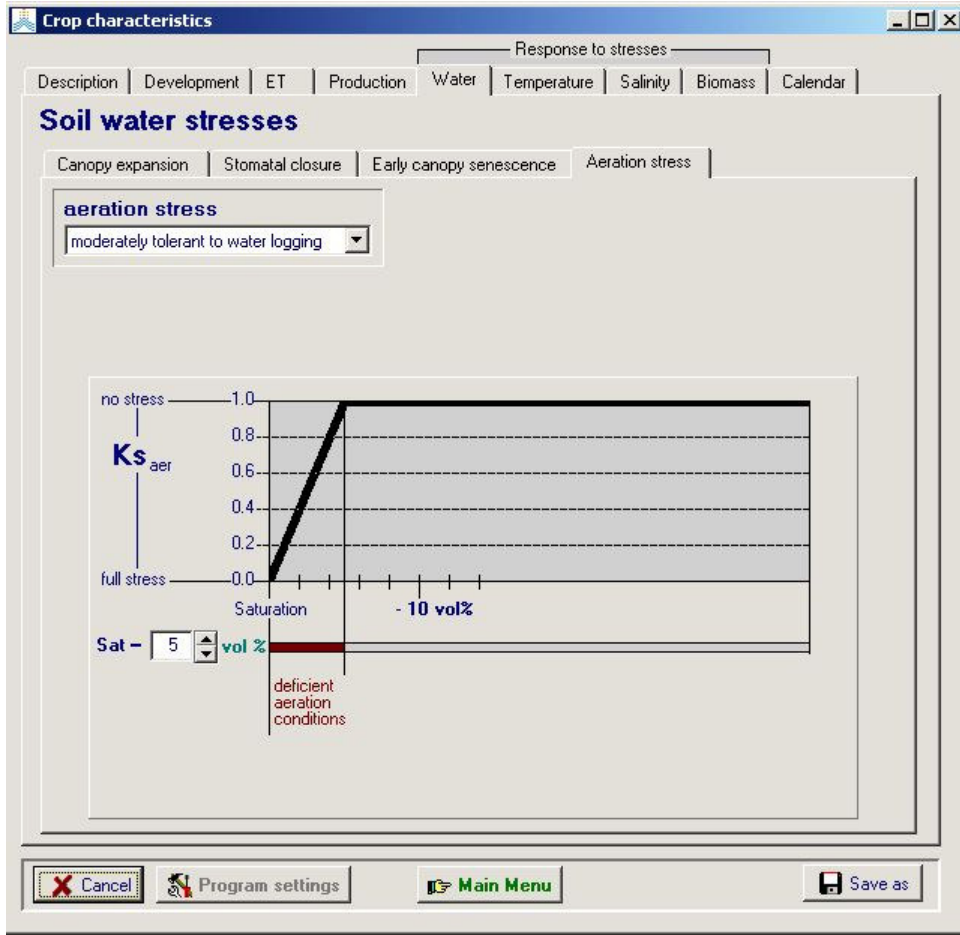 Crop characteristics
Response to stresses
Description Development ET Production Water Temperature Salinity Biomass Calendar
Soil water stresses
Canopy expansion Stomatal closure Early canopy senescence Aeration stress
aeration stress
moderately tolerant to water logging
no stress 1.0
0.8
Ks aer
0.6
0.4
0.2
full stress 0.0
Saturation - 10 vol%
Sat – 5 vol %
deficient
aeration
conditions
Cancel Program settings Main Menu Save as